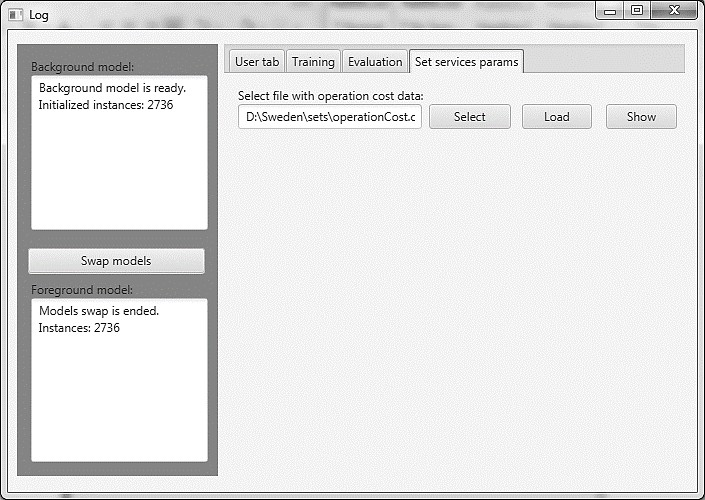 Log
Background model:
Background model is ready.
Initialized instances: 2736
Swap models
Foreground model:
Models swap is ended.
Instances: 2736
User tab Training Evaluation Set services params
Select file with operation cost data:
D:\Sweden\sets\operationCost.c Select Load Show